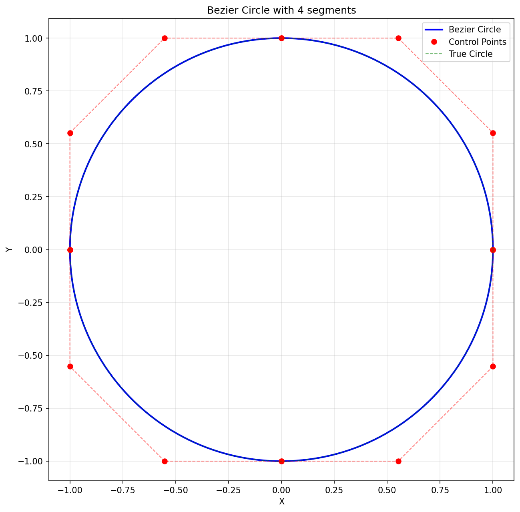 Bezier Circle with 4 segments
Bezier Circle
Control Points
True Circle
1.00
0.75
0.50
0.25
0.00
−0.25
−0.50
−0.75
−1.00
Y
−1.00 −0.75 −0.50 −0.25 0.00 0.25 0.50 0.75 1.00
X